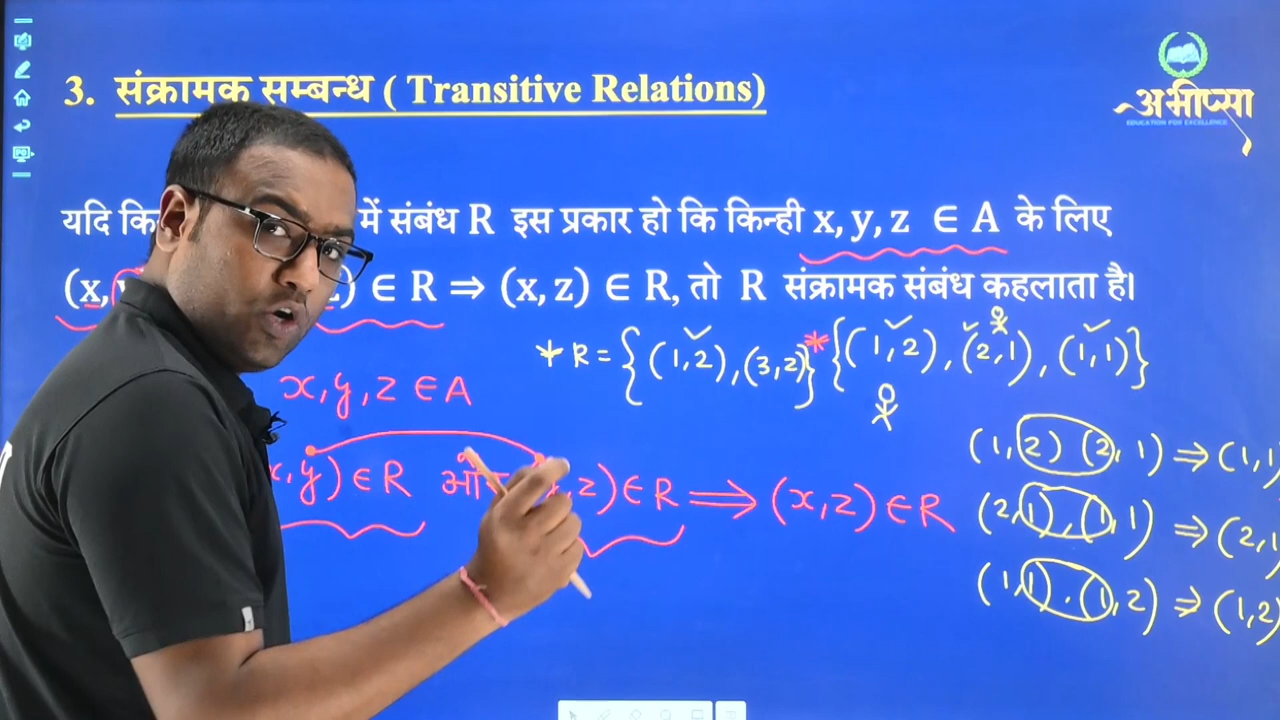 3. संक्रामक सम्बन्ध ( Transitive Relations)
अभीप्सा
EDUCATION FOR EXCELLENCE
यदि में संबंध R इस प्रकार हो कि किन्ही x, y, z ∈ A के लिए
(x, ) ∈ R ⇒ (x, z) ∈ R, तो R संक्रामक संबंध कहलाता है।
* R = {(1,2),(3,2)} * {(1,2),(2,1),(1,1)}
x, y, z ∈ A
(1,2) (2,1) ⇒ (1,1)
x,y) ∈ R और ,z) ∈ R ⟹ (x,z) ∈ R
(2,1),(1,1) ⇒ (2,1
(1,1),(1,2) ⇒ (1,2)